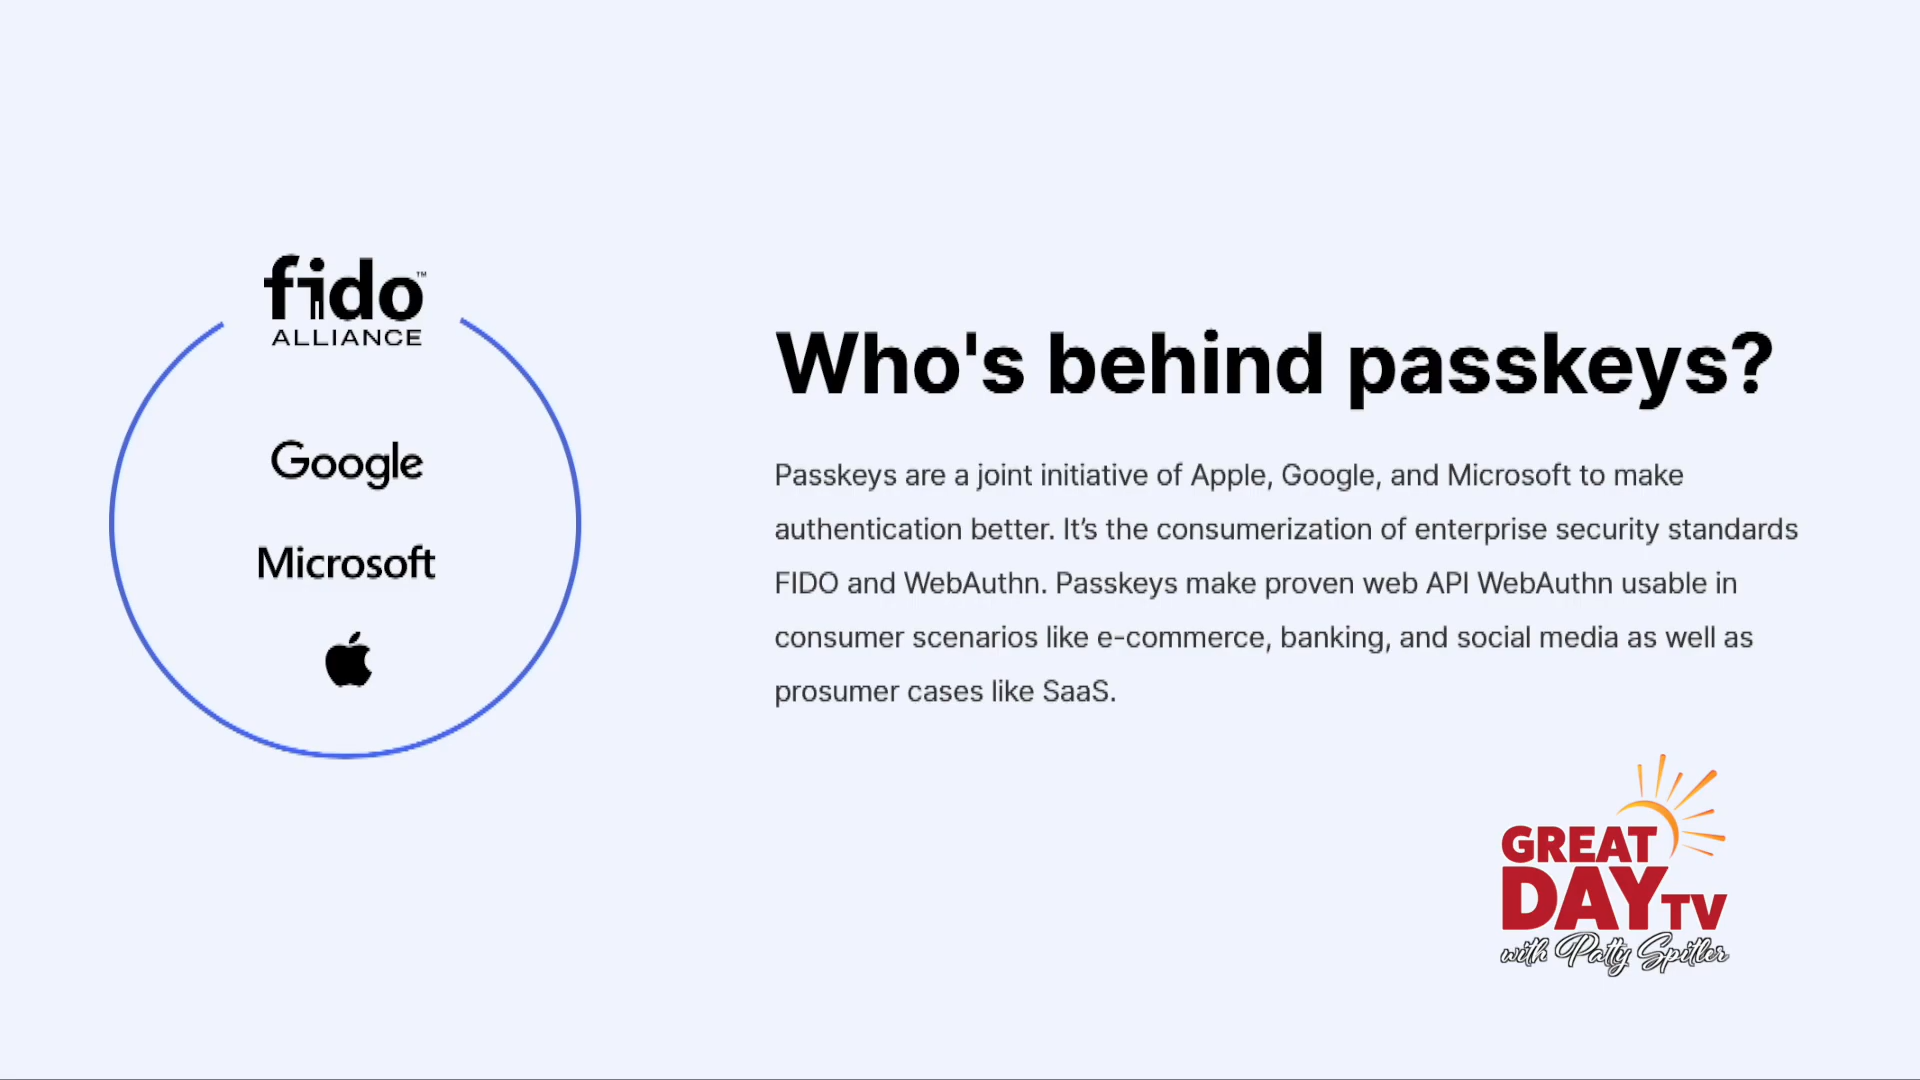 fido™
ALLIANCE
Google
Microsoft
Who's behind passkeys?
Passkeys are a joint initiative of Apple, Google, and Microsoft to make
authentication better. It’s the consumerization of enterprise security standards
FIDO and WebAuthn. Passkeys make proven web API WebAuthn usable in
consumer scenarios like e-commerce, banking, and social media as well as
prosumer cases like SaaS.
GREAT
DAY TV
with Patty Spitler